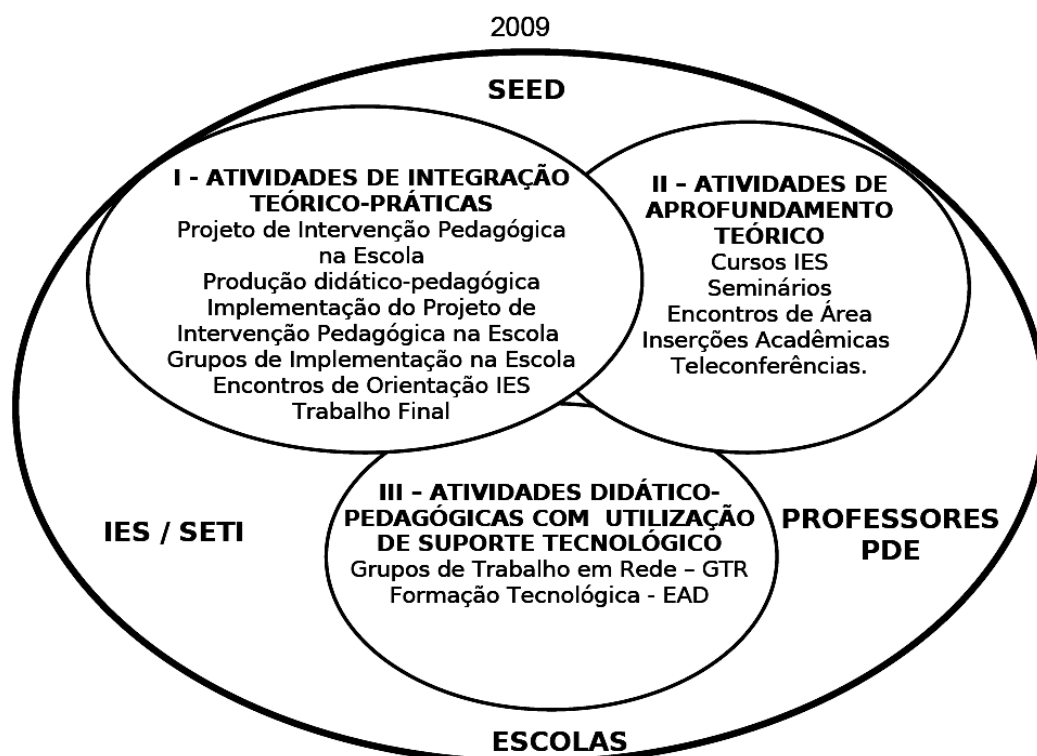 2009
SEED
I - ATIVIDADES DE INTEGRAÇÃO
TEÓRICO-PRÁTICAS
Projeto de Intervenção Pedagógica
na Escola
Produção didático-pedagógica
Implementação do Projeto de
Intervenção Pedagógica na Escola
Grupos de Implementação na Escola
Encontros de Orientação IES
Trabalho Final
II – ATIVIDADES DE
APROFUNDAMENTO
TEÓRICO
Cursos IES
Seminários
Encontros de Área
Inserções Acadêmicas
Teleconferências.
III – ATIVIDADES DIDÁTICO-
PEDAGÓGICAS COM UTILIZAÇÃO
DE SUPORTE TECNOLÓGICO
Grupos de Trabalho em Rede – GTR
Formação Tecnológica - EAD
IES / SETI
PROFESSORES
PDE
ESCOLAS